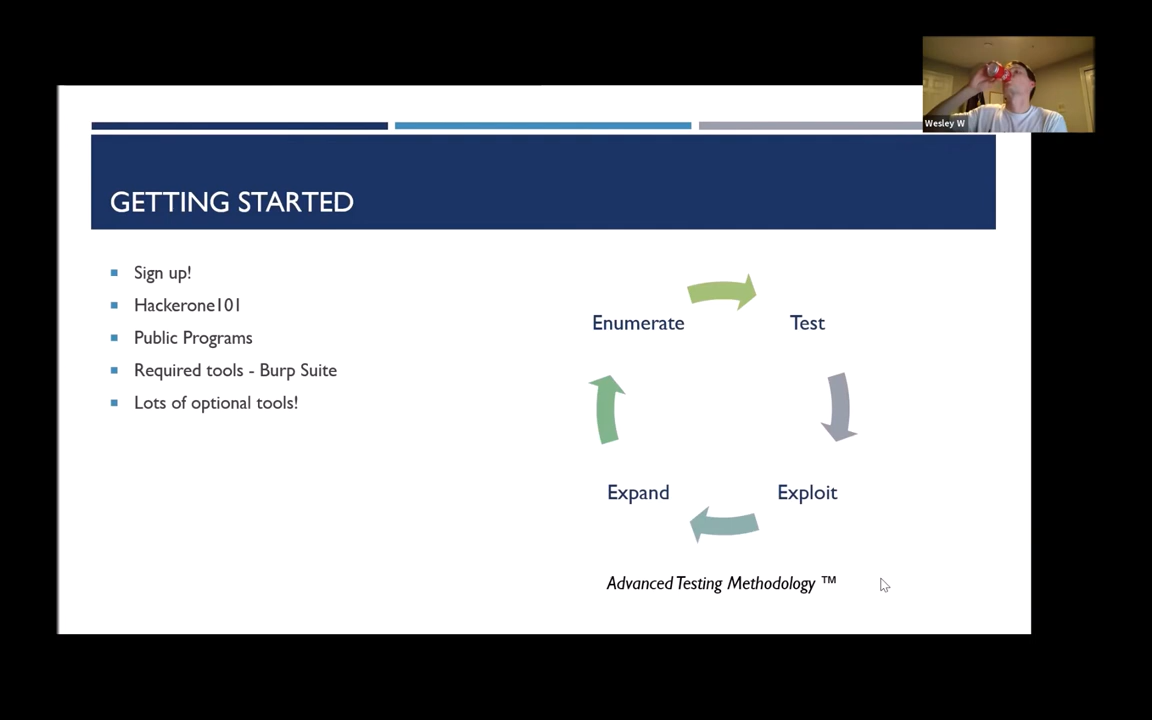 Wesley W
GETTING STARTED
Sign up!
Hackerone101
Public Programs
Required tools - Burp Suite
Lots of optional tools!
Enumerate
Test
Expand
Exploit
Advanced Testing Methodology ™